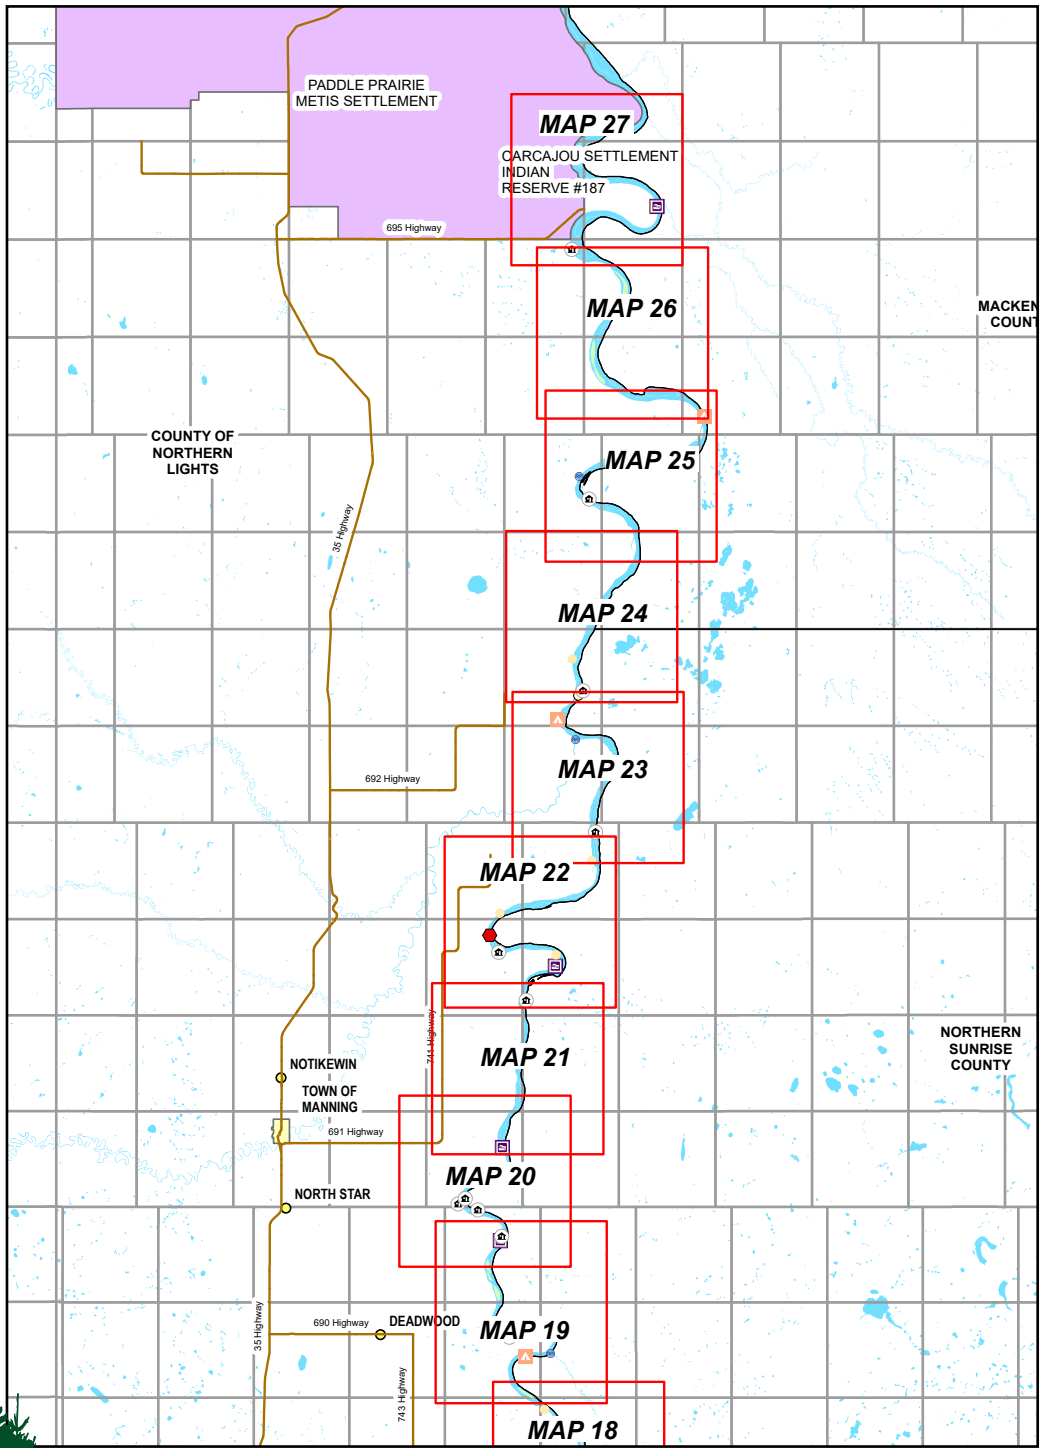 PADDLE PRAIRIE
METIS SETTLEMENT
MAP 27
CARCAJOU SETTLEMENT
INDIAN
RESERVE #187
695 Highway
MAP 26
MACKEN
COUNT
COUNTY OF
NORTHERN
LIGHTS
MAP 25
35 Highway
MAP 24
MAP 23
692 Highway
MAP 22
741 Highway
NORTHERN
SUNRISE
COUNTY
MAP 21
NOTIKEWIN
TOWN OF
MANNING
691 Highway
MAP 20
NORTH STAR
690 Highway
DEADWOOD
35 Highway
MAP 19
743 Highway
MAP 18